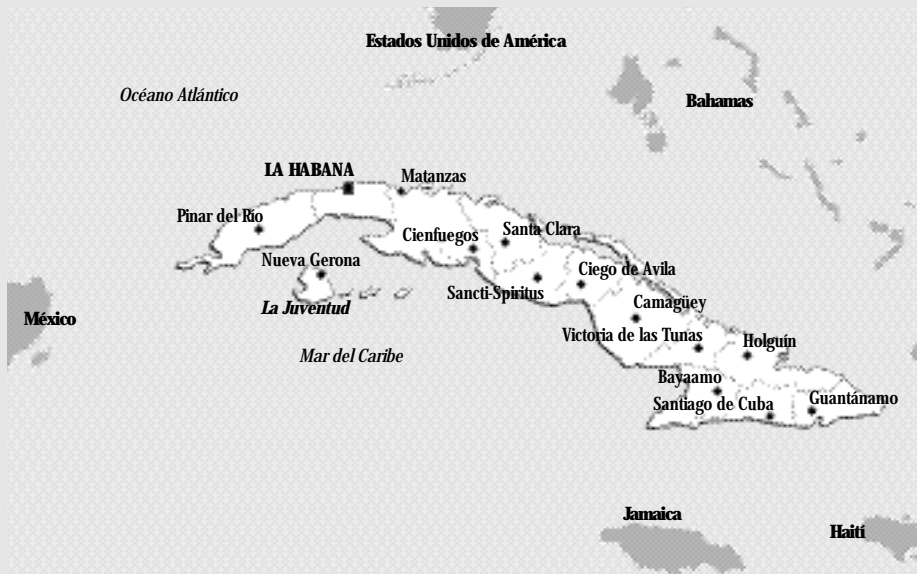 Estados Unidos de América
Océano Atlántico
Bahamas
LA HABANA
Matanzas
Pinar del Río
Cienfuegos
Santa Clara
Nueva Gerona
Ciego de Avila
Sancti-Spiritus
La Juventud
Camagüey
México
Victoria de las Tunas
Holguín
Mar del Caribe
Bayaamo
Guantánamo
Santiago de Cuba
Jamaica
Haití